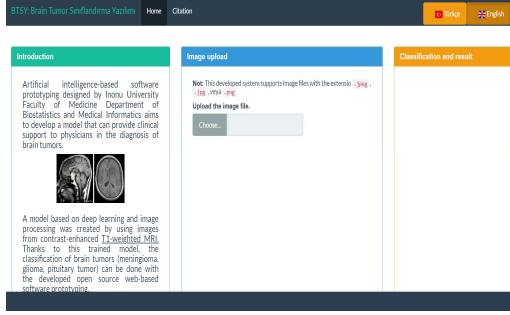 BTSY: Brain Tumor Sınıflandırma Yazılımı Home Citation
Türkçe English
Introduction
Artificial intelligence-based software
prototyping designed by Inonu University
Faculty of Medicine Department of
Biostatistics and Medical Informatics aims
to develop a model that can provide clinical
support to physicians in the diagnosis of
brain tumors.
A model based on deep learning and image
processing was created by using images
from contrast-enhanced T1-weighted MRI.
Thanks to this trained model, the
classification of brain tumors (meningioma,
glioma, pituitary tumor) can be done with
the developed open source web-based
software prototyping.
Image upload
Not: This developed system supports image files with the extensio .jpeg ,
.jpg , veya .png
Upload the image file.
Choose...
Classification and result